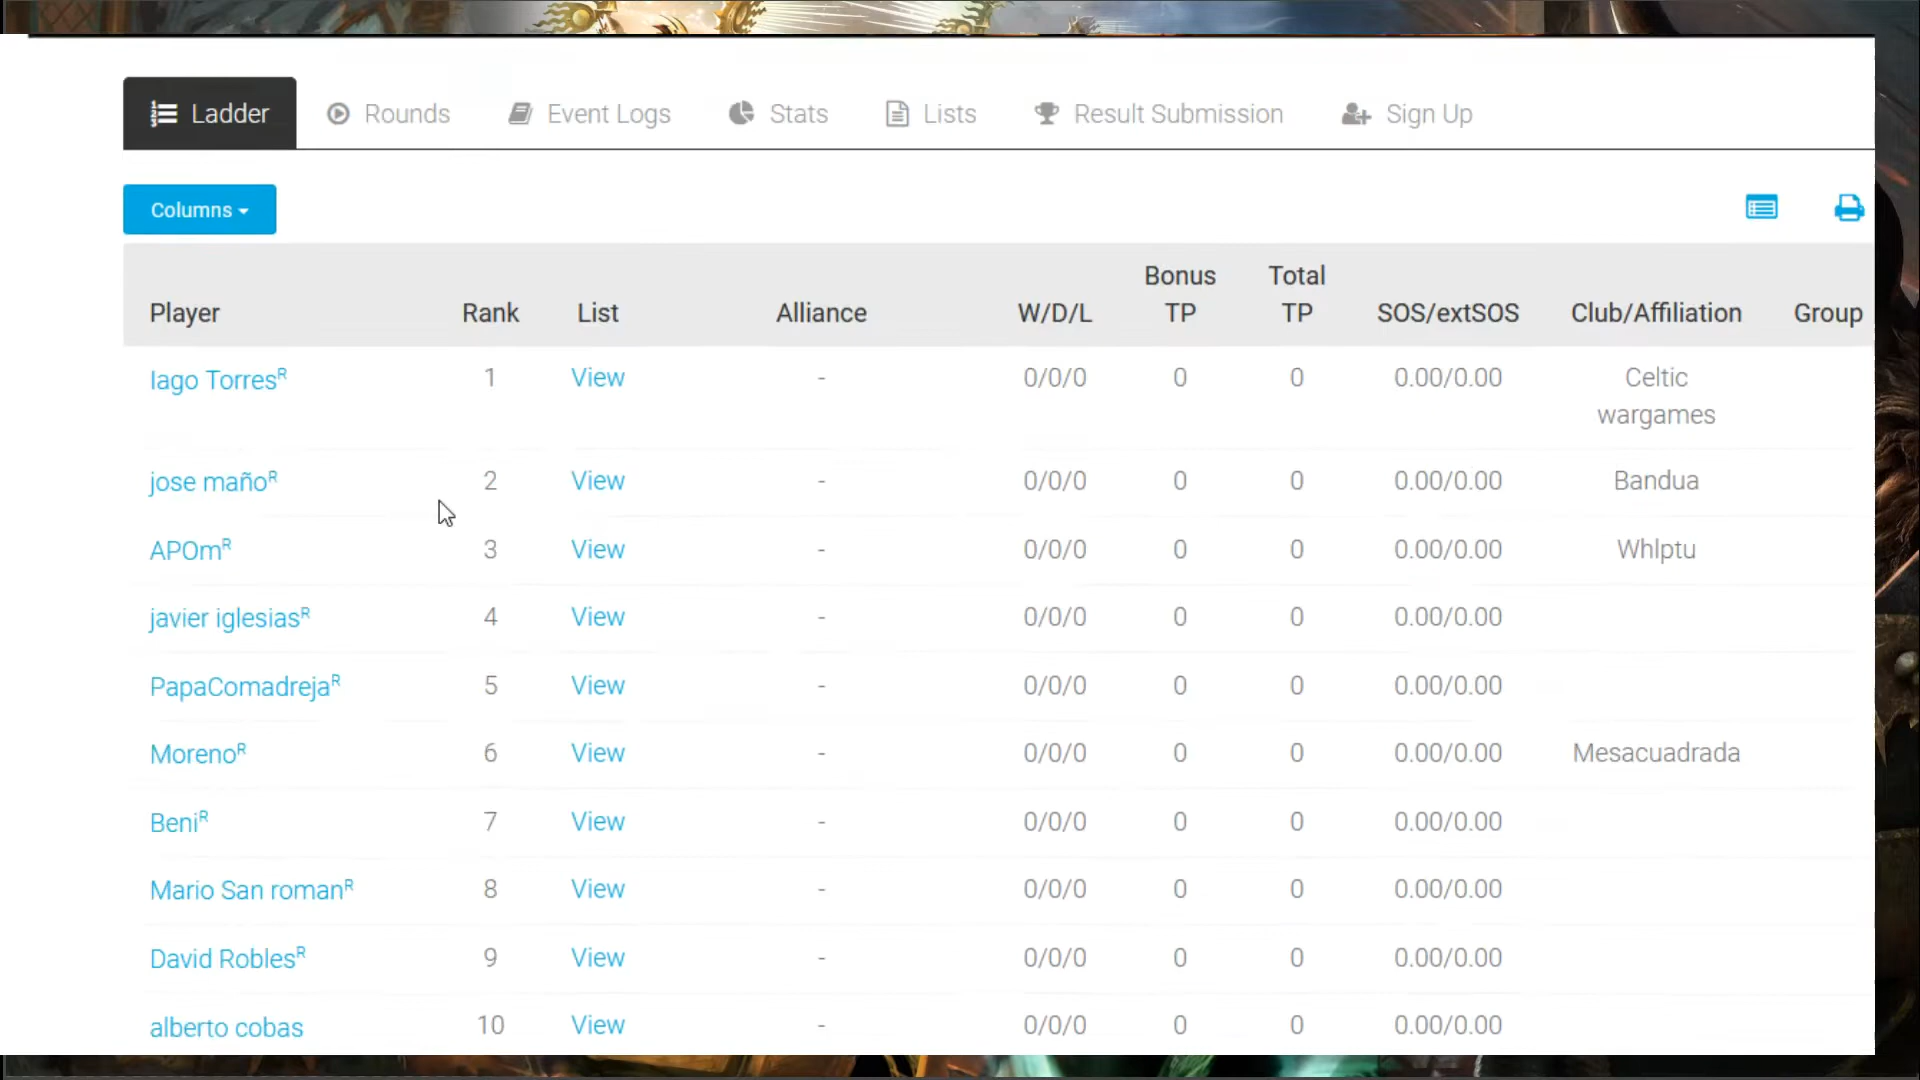 Ladder Rounds Event Logs Stats Lists Result Submission Sign Up
Columns
Player Rank List Alliance W/D/L Bonus TP Total TP SOS/extSOS Club/Affiliation Group
Iago TorresR 1 View - 0/0/0 0 0 0.00/0.00 Celtic wargames
jose mañoR 2 View - 0/0/0 0 0 0.00/0.00 Bandua
APOmR 3 View - 0/0/0 0 0 0.00/0.00 Whlptu
javier iglesiasR 4 View - 0/0/0 0 0 0.00/0.00
PapaComadrejaR 5 View - 0/0/0 0 0 0.00/0.00
MorenoR 6 View - 0/0/0 0 0 0.00/0.00 Mesacuadrada
BeniR 7 View - 0/0/0 0 0 0.00/0.00
Mario San romanR 8 View - 0/0/0 0 0 0.00/0.00
David RoblesR 9 View - 0/0/0 0 0 0.00/0.00
alberto cobas 10 View - 0/0/0 0 0 0.00/0.00